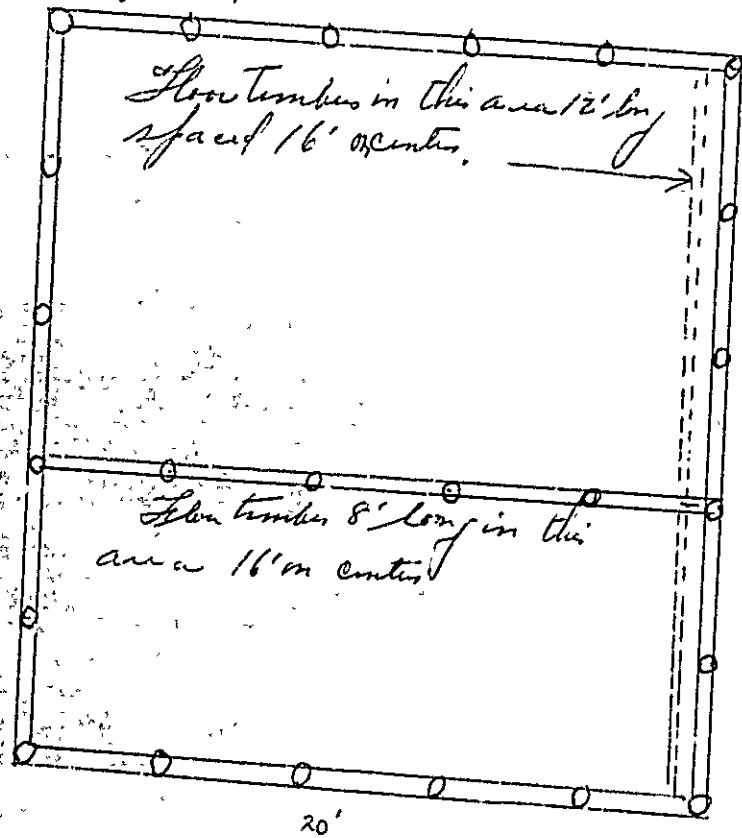 Floor timbers in this area 12' long
spaced 16' on centers.
Floor timbers 8' long in this
area 16' on centers
20'